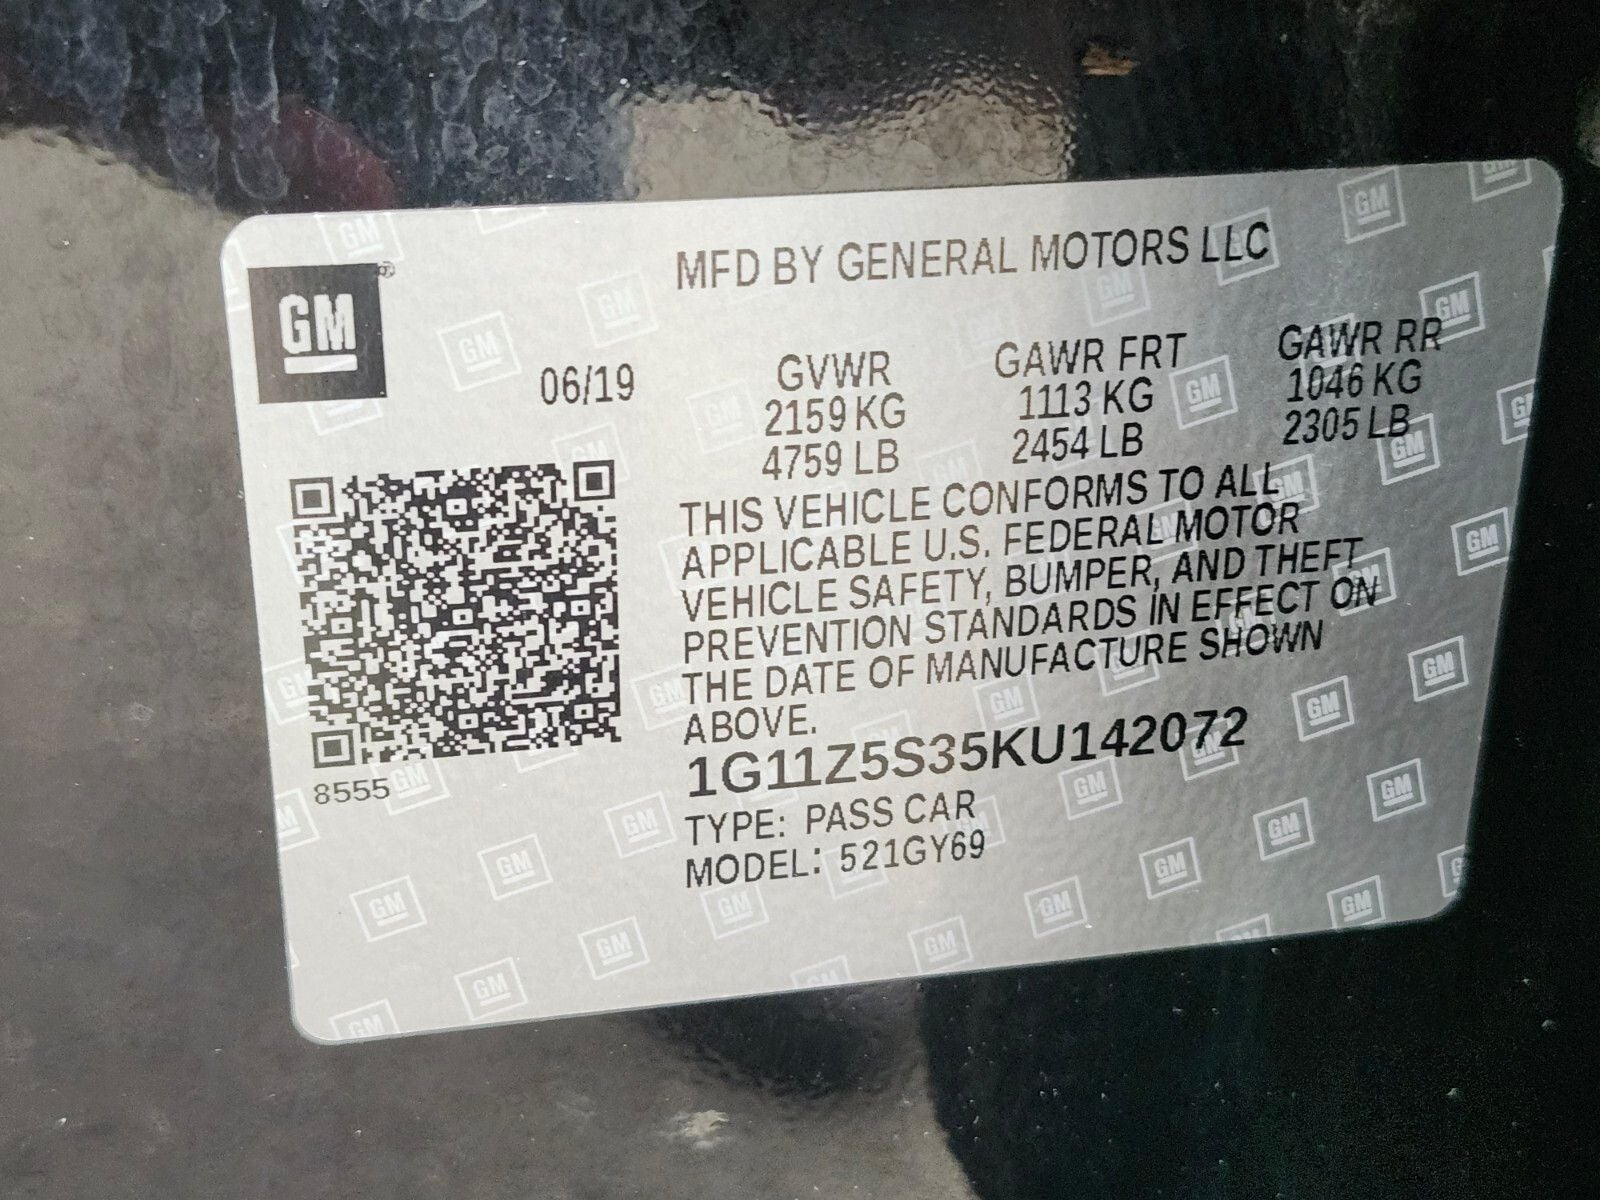 MFD BY GENERAL MOTORS LLC
GM
06/19
GVWR GAWR FRT GAWR RR
2159 KG 1113 KG 1046 KG
4759 LB 2454 LB 2305 LB
THIS VEHICLE CONFORMS TO ALL
APPLICABLE U.S. FEDERAL MOTOR
VEHICLE SAFETY, BUMPER, AND THEFT
PREVENTION STANDARDS IN EFFECT ON
THE DATE OF MANUFACTURE SHOWN
ABOVE.
1G11Z5S35KU142072
8555
TYPE: PASS CAR
MODEL: 521GY69